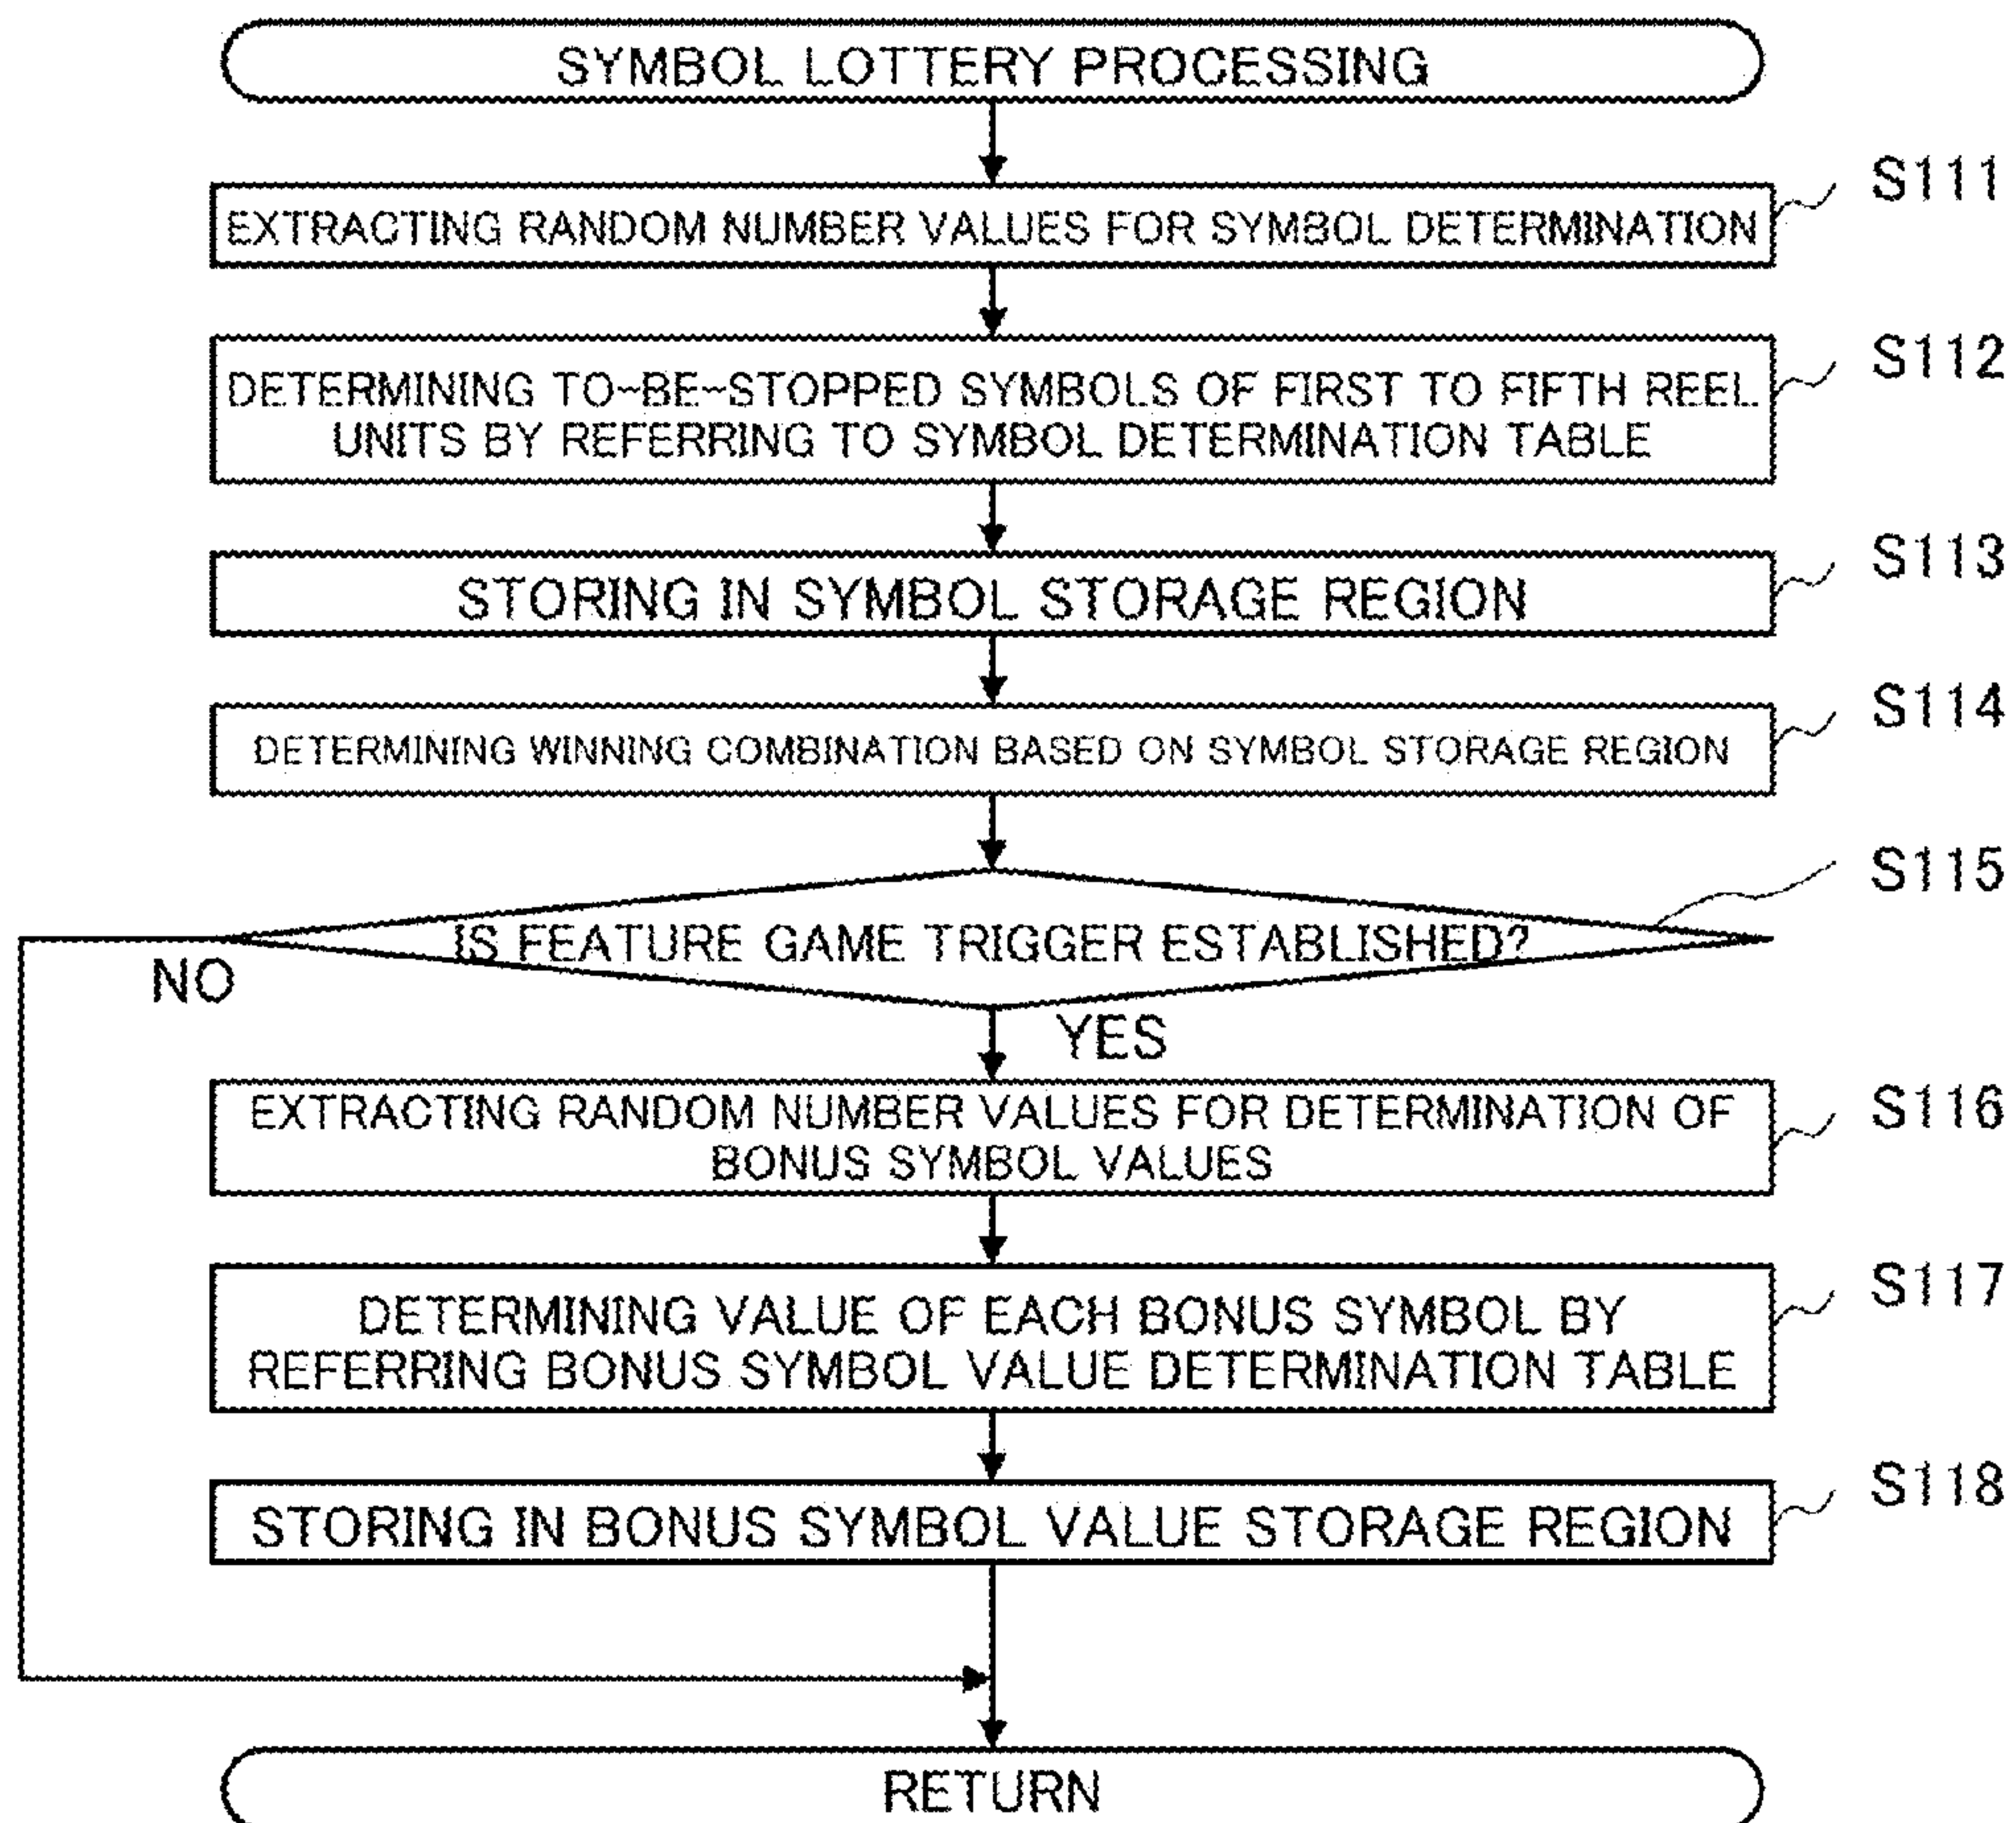 SYMBOL LOTTERY PROCESSING
S111
EXTRACTING RANDOM NUMBER VALUES FOR SYMBOL DETERMINATION
S112
DETERMINING TO-BE-STOPPED SYMBOLS OF FIRST TO FIFTH REEL
UNITS BY REFERRING TO SYMBOL DETERMINATION TABLE
S113
STORING IN SYMBOL STORAGE REGION
S114
DETERMINING WINNING COMBINATION BASED ON SYMBOL STORAGE REGION
S115
IS FEATURE GAME TRIGGER ESTABLISHED?
NO
YES
S116
EXTRACTING RANDOM NUMBER VALUES FOR DETERMINATION OF
BONUS SYMBOL VALUES
S117
DETERMINING VALUE OF EACH BONUS SYMBOL BY
REFERRING BONUS SYMBOL VALUE DETERMINATION TABLE
S118
STORING IN BONUS SYMBOL VALUE STORAGE REGION
RETURN